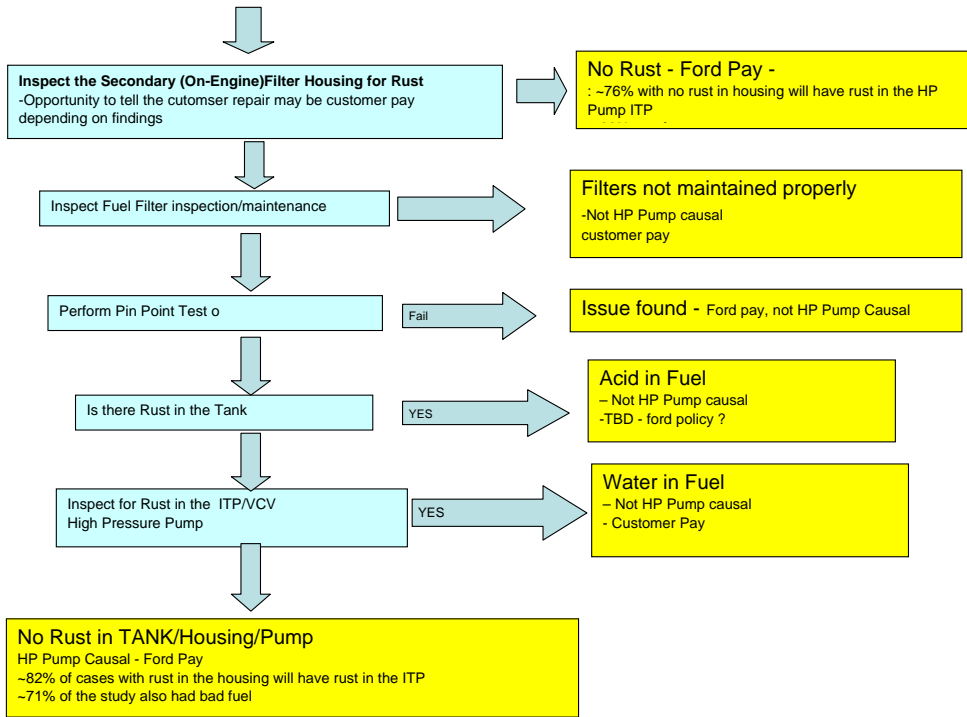 Inspect the Secondary (On-Engine)Filter Housing for Rust
-Opportunity to tell the cutomser repair may be customer pay
depending on findings
No Rust - Ford Pay -
: ~76% with no rust in housing will have rust in the HP
Pump ITP
Inspect Fuel Filter inspection/maintenance
Filters not maintained properly
-Not HP Pump causal
customer pay
Perform Pin Point Test o
Fail
Issue found - Ford pay, not HP Pump Causal
Is there Rust in the Tank
YES
Acid in Fuel
– Not HP Pump causal
-TBD - ford policy ?
Inspect for Rust in the ITP/VCV
High Pressure Pump
YES
Water in Fuel
– Not HP Pump causal
- Customer Pay
No Rust in TANK/Housing/Pump
HP Pump Causal - Ford Pay
~82% of cases with rust in the housing will have rust in the ITP
~71% of the study also had bad fuel